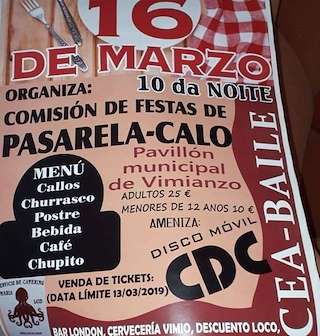 16
DE MARZO
10 da NOITE
ORGANIZA:
COMISIÓN DE FESTAS DE
PASARELA-CALO
Pavillón
municipal
de Vimianzo
MENÚ
Callos
Churrasco
Postre
Bebida
Café
Chupito
ADULTOS 25 €
MENORES DE 12 ANOS 10 €
AMENIZA:
DISCO MÓVIL
CDC
CEA-BAILE
VENDA DE TICKETS:
(DATA LÍMITE 13/03/2019)
BAR LONDON, CERVECERÍA VIMIO, DESCUENTO LOCO,